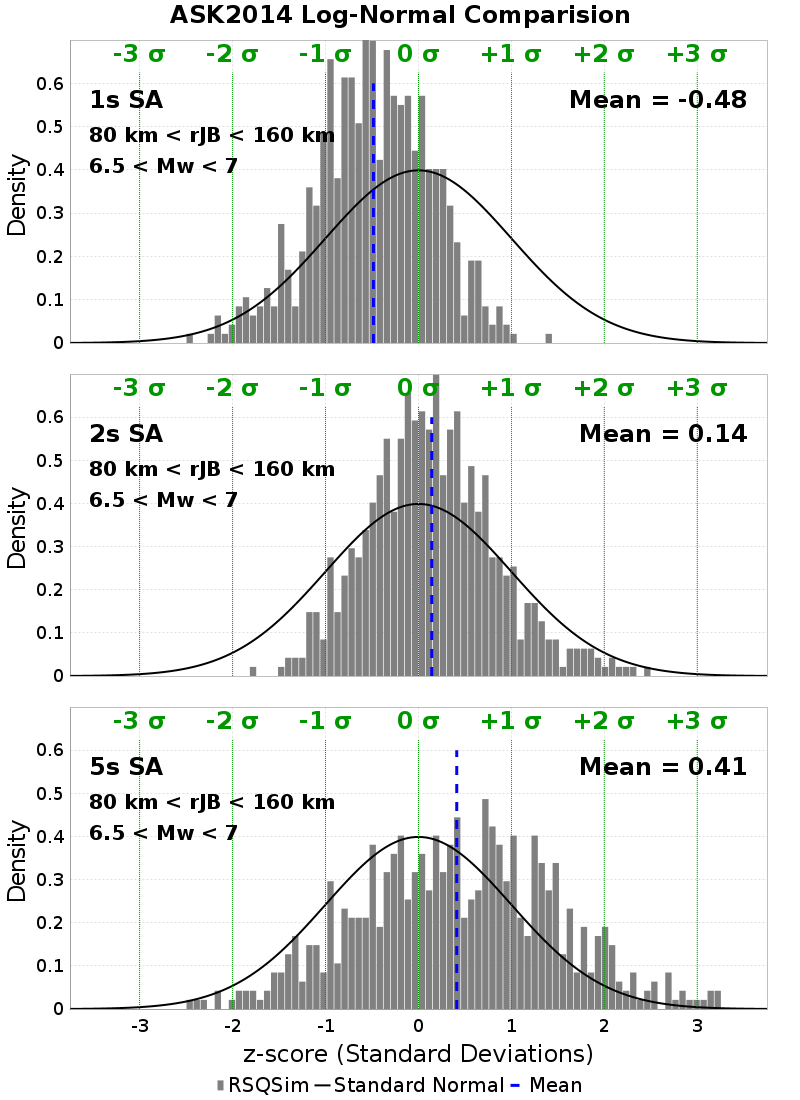 ASK2014 Log-Normal Comparision
-3 σ -2 σ -1 σ 0 σ +1 σ +2 σ +3 σ
1s SA
Mean = -0.48
80 km < rJB < 160 km
6.5 < Mw < 7
0.6
0.5
0.4
0.3
0.2
0.1
0
Density
-3 σ -2 σ -1 σ 0 σ +1 σ +2 σ +3 σ
2s SA
Mean = 0.14
80 km < rJB < 160 km
6.5 < Mw < 7
0.6
0.5
0.4
0.3
0.2
0.1
0
Density
-3 σ -2 σ -1 σ 0 σ +1 σ +2 σ +3 σ
5s SA
Mean = 0.41
80 km < rJB < 160 km
6.5 < Mw < 7
0.6
0.5
0.4
0.3
0.2
0.1
0
Density
-3 -2 -1 0 1 2 3
z-score (Standard Deviations)
RSQSim Standard Normal Mean